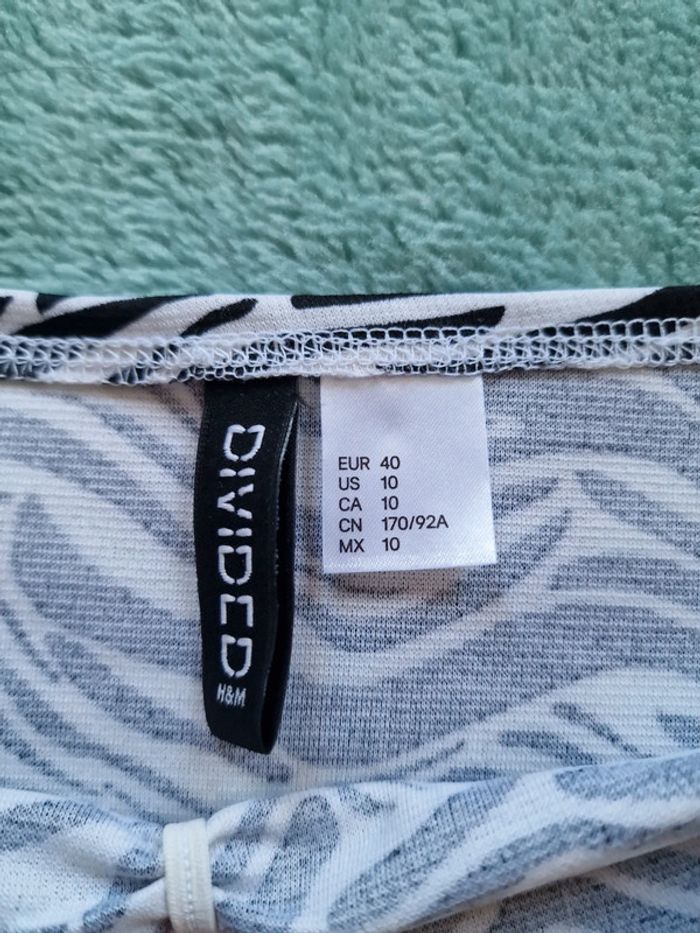 DIVIDED
H&M
EUR 40
US 10
CA 10
CN 170/92A
MX 10